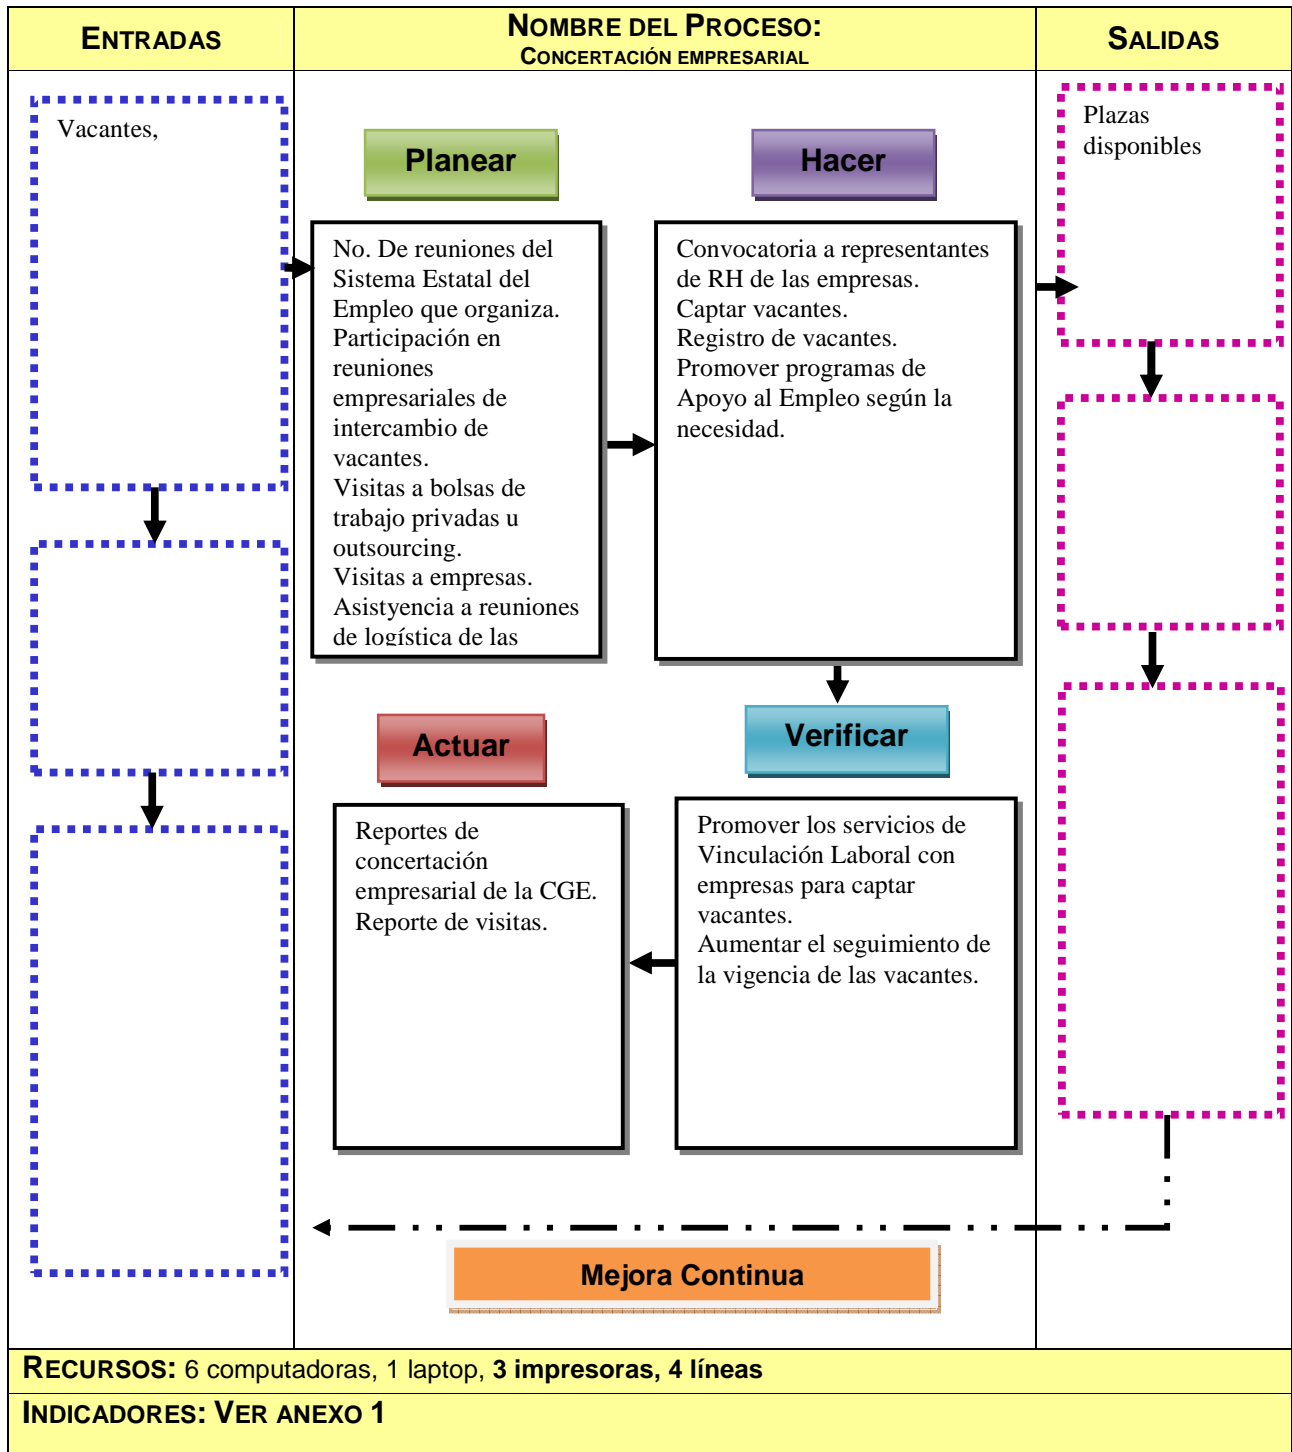 ENTRADAS
NOMBRE DEL PROCESO:
CONCERTACIÓN EMPRESARIAL
SALIDAS
Vacantes,
Planear
No. De reuniones del
Sistema Estatal del
Empleo que organiza.
Participación en
reuniones
empresariales de
intercambio de
vacantes.
Visitas a bolsas de
trabajo privadas u
outsourcing.
Visitas a empresas.
Asistyencia a reuniones
de logística de las
Hacer
Convocatoria a representantes
de RH de las empresas.
Captar vacantes.
Registro de vacantes.
Promover programas de
Apoyo al Empleo según la
necesidad.
Plazas
disponibles
Actuar
Reportes de
concertación
empresarial de la CGE.
Reporte de visitas.
Verificar
Promover los servicios de
Vinculación Laboral con
empresas para captar
vacantes.
Aumentar el seguimiento de
la vigencia de las vacantes.
Mejora Continua
RECURSOS: 6 computadoras, 1 laptop, 3 impresoras, 4 líneas
INDICADORES: VER ANEXO 1